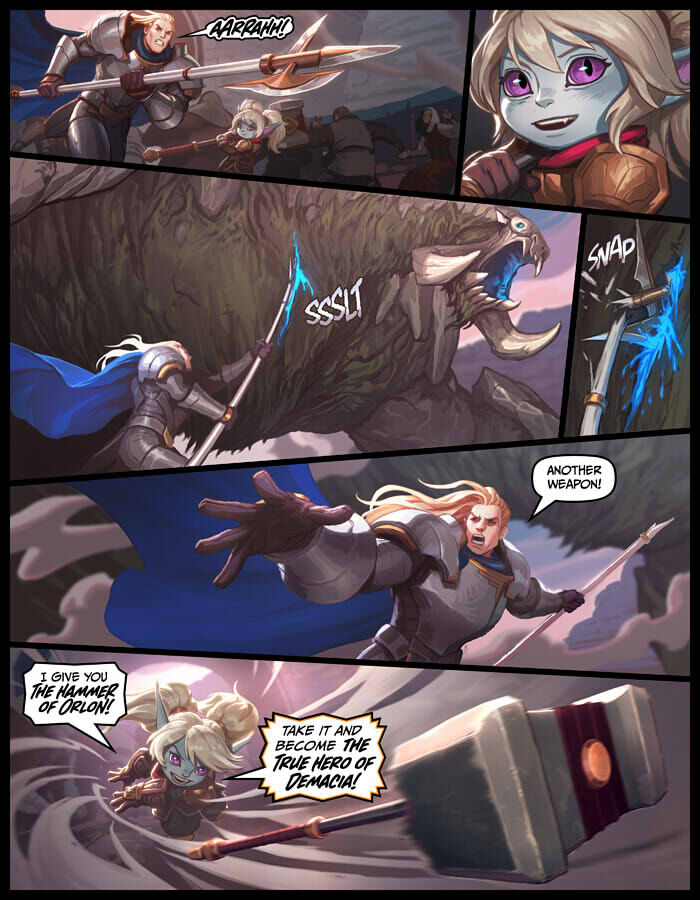 AARRAHH!
SSSLT
SNAP
ANOTHER
WEAPON!
I GIVE YOU
THE HAMMER
OF ORLON!
TAKE IT AND
BECOME THE
TRUE HERO OF
DEMACIA!